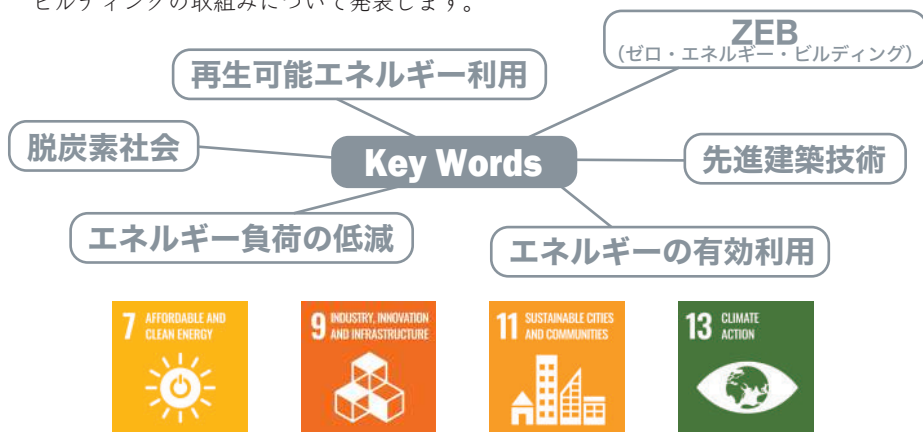 ビルディングの取組みについて発表します。
ZEB
（ゼロ・エネルギー・ビルディング）
再生可能エネルギー利用
脱炭素社会
Key Words
先進建築技術
エネルギー負荷の低減
エネルギーの有効利用
7 AFFORDABLE AND
CLEAN ENERGY
9 INDUSTRY, INNOVATION
AND INFRASTRUCTURE
11 SUSTAINABLE CITIES
AND COMMUNITIES
13 CLIMATE
ACTION